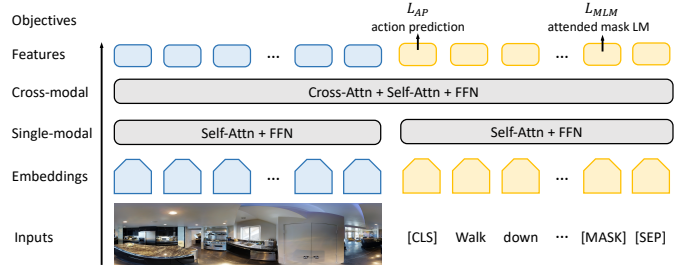 Objectives
L_AP
action prediction
L_MLM
attended mask LM
Features
...
...
Cross-modal
Cross-Attn + Self-Attn + FFN
Single-modal
Self-Attn + FFN
Self-Attn + FFN
Embeddings
...
...
Inputs
[CLS] Walk down ... [MASK] [SEP]